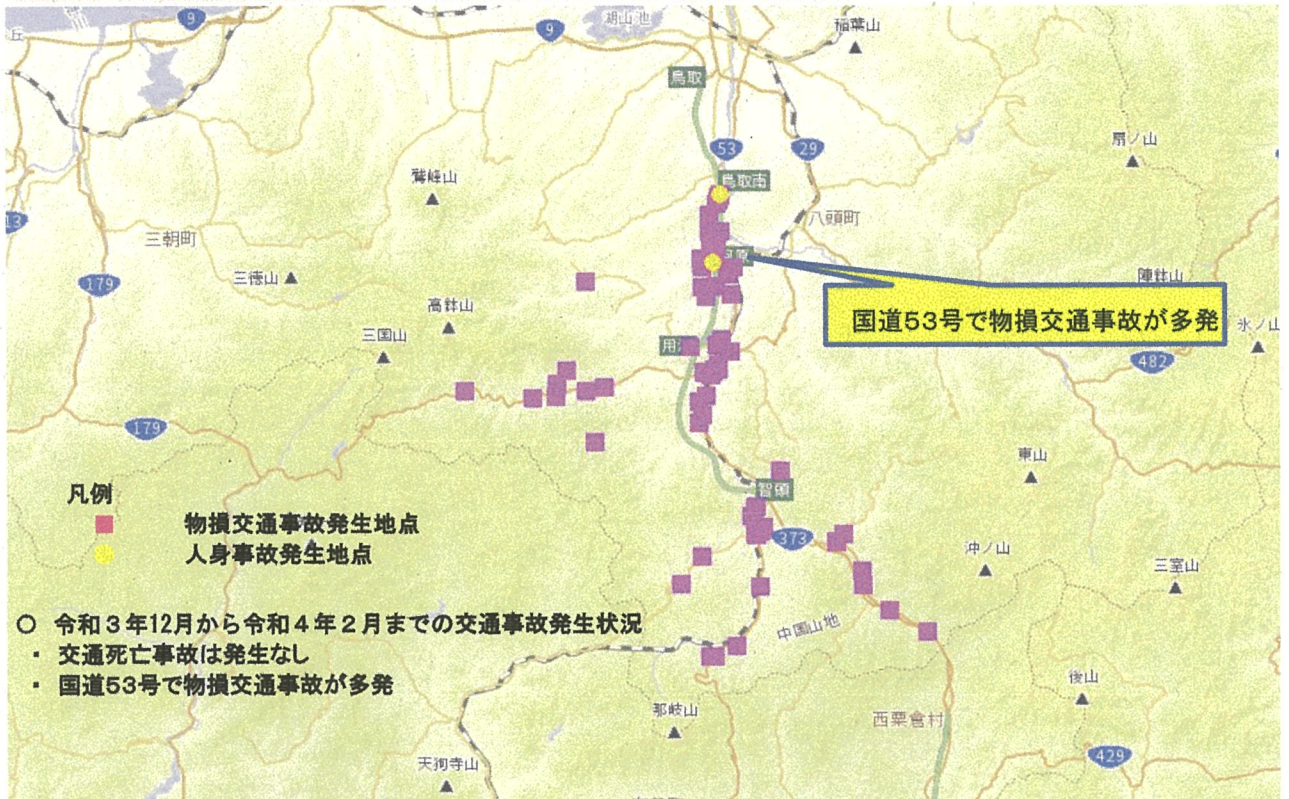 丘
9
9
湖山池
稲葉山
鳥取
53
29
扇ノ山
鳥取南
鷲峰山
八頭町
13
三朝町
三徳山
陣鉢山
179
高鉢山
国道53号で物損交通事故が多発
氷ノ山
三国山
482
179
東山
智頭
凡例
物損交通事故発生地点
373
人身事故発生地点
沖ノ山
三室山
○ 令和3年12月から令和4年2月までの交通事故発生状況
中国山地
・ 交通死亡事故は発生なし
・ 国道53号で物損交通事故が多発
後山
那岐山
西粟倉村
429
天狗寺山